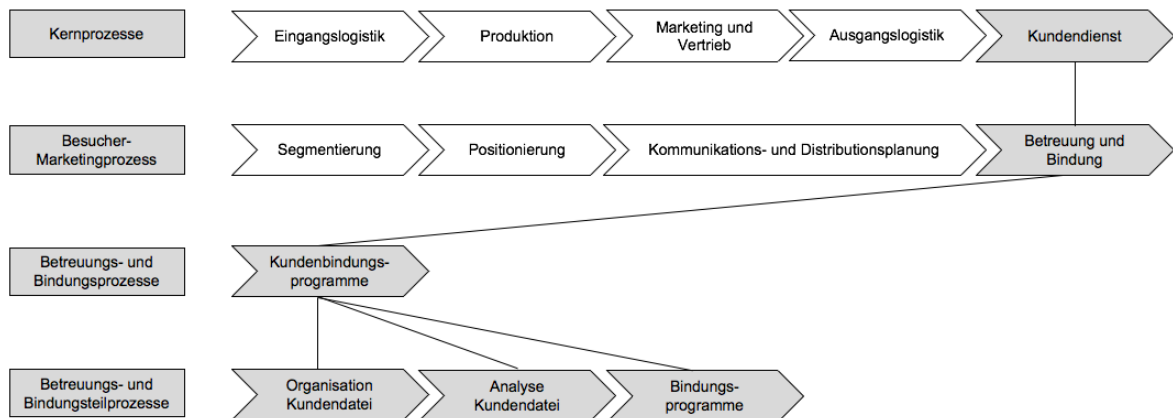 Kernprozesse
Eingangslogistik
Produktion
Marketing und
Vertrieb
Ausgangslogistik
Kundendienst
Besucher-
Marketingprozess
Segmentierung
Positionierung
Kommunikations- und Distributionsplanung
Betreuung und
Bindung
Betreuungs- und
Bindungsprozesse
Kundenbindungs-
programme
Betreuungs- und
Bindungsteilprozesse
Organisation
Kundendatei
Analyse
Kundendatei
Bindungs-
programme